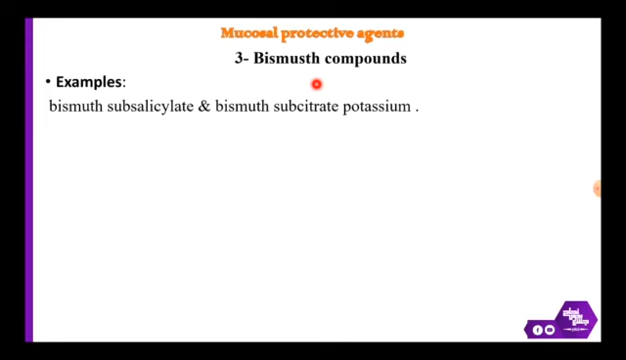 Mucosal protective agents
3- Bismusth compounds
• Examples:
bismuth subsalicylate & bismuth subcitrate potassium .